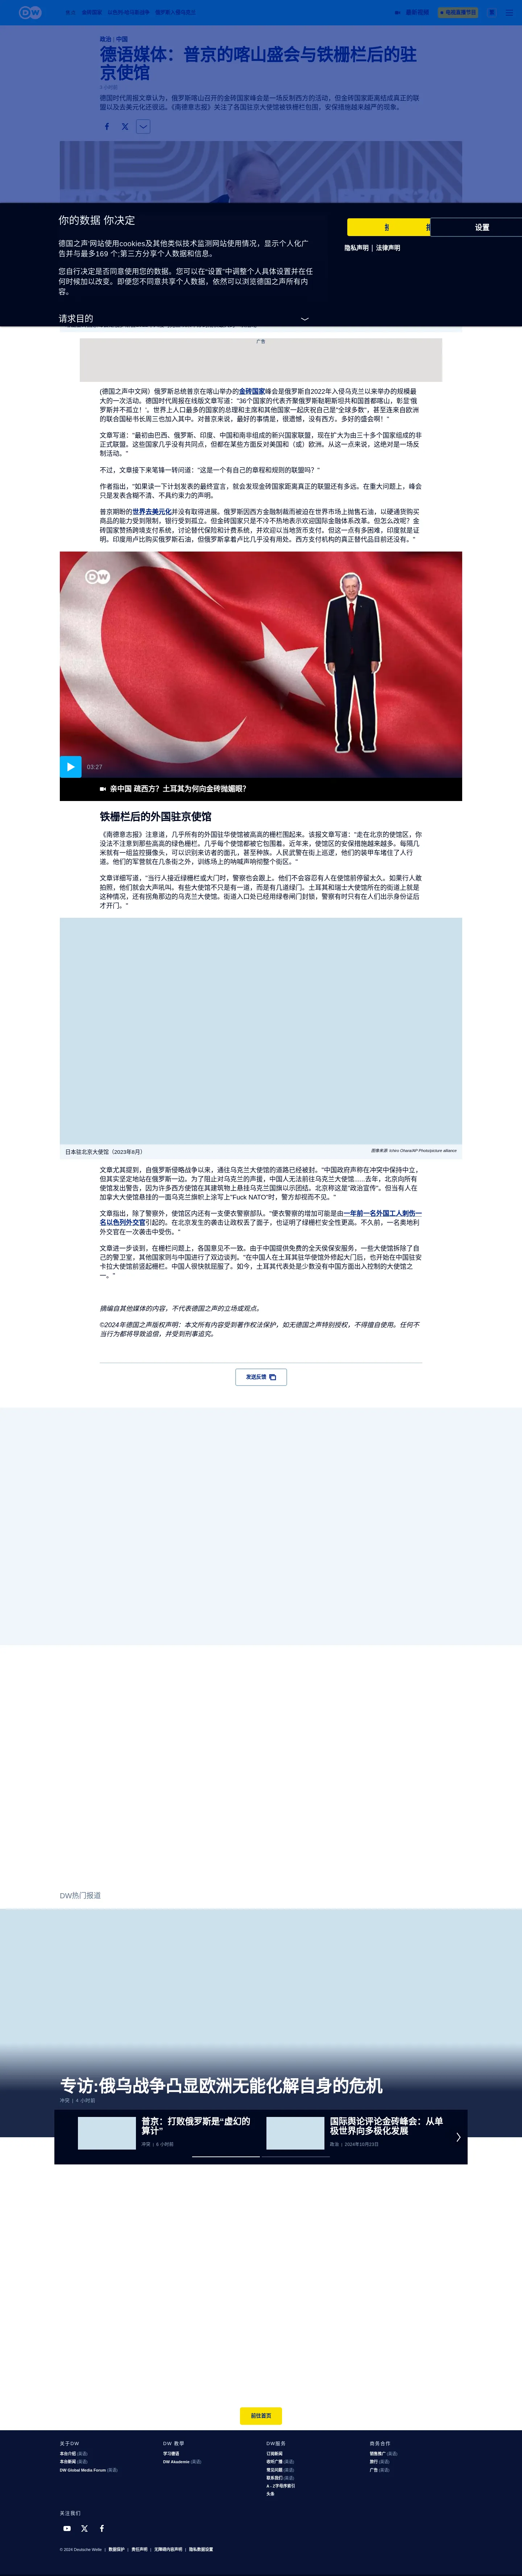 政治 | 中国
德语媒体：普京的喀山盛会与铁栅栏后的驻
京使馆
德国时代周报文章认为，俄罗斯喀山召开的金砖国家峰会是一场反制西方的活动，但金砖国家距离结成真正的联
盟以及去美元化还很远。《南德意志报》关注了各国驻京使馆被铁栅栏包围，安保措施越来越严的现象。
你的数据 你决定
德国之声'网站使用cookies及其他类似技术监测网站使用情况，显示个人化广
告并与最多169 个;第三方分享个人数据和信息。
您自行决定是否同意使用您的数据。您可以在“设置”中调整个人具体设置并在任
何时候加以改变。即便您不同意共享个人数据，依然可以浏览德国之声所有内
容。
请求目的
设置
隐私声明 | 法律声明
广告
(德国之声中文网）俄罗斯总统普京在喀山举办的金砖国家峰会是俄罗斯自2022年入侵乌克兰以来举办的规模最
大的一次活动。德国时代周报在线版文章写道："36个国家的代表齐聚俄罗斯鞑靼斯坦共和国首都喀山，彰显'俄
罗斯并不孤立！'。世界上人口最多的国家的总理和主席和其他国家一起庆祝自己是"全球多数"，甚至连来自欧洲
的联合国秘书长周三也加入其中。对普京来说，最好的事情是，很遗憾，没有西方。多好的盛会啊！"
文章写道："最初由巴西、俄罗斯、印度、中国和南非组成的新兴国家联盟，现在扩大为由三十多个国家组成的非
正式联盟。这些国家几乎没有共同点，但都在某些方面反对美国和（或）欧洲。从这一点来说，这绝对是一场反
制活动。"
不过，文章接下来笔锋一转问道："这是一个有自己的章程和规则的联盟吗？"
作者指出，"如果读一下计划发表的最终宣言，就会发现金砖国家距离真正的联盟还有多远。在重大问题上，峰会
只是发表含糊不清、不具约束力的声明。
普京期盼的世界去美元化并没有取得进展。俄罗斯因西方金融制裁而被迫在世界市场上抛售石油，以硬通货购买
商品的能力受到限制，银行受到孤立。但金砖国家只是不冷不热地表示欢迎国际金融体系改革。但怎么改呢？金
砖国家赞扬跨境支付系统，讨论替代保险和计费系统，并欢迎以当地货币支付。但这一点有多困难，印度就是证
明。印度用卢比购买俄罗斯石油，但俄罗斯拿着卢比几乎没有用处。西方支付机构的真正替代品目前还没有。"
DW
03:27
亲中国 疏西方？土耳其为何向金砖抛媚眼？
铁栅栏后的外国驻京使馆
《南德意志报》注意道，几乎所有的外国驻华使馆被高高的栅栏围起来。该报文章写道："走在北京的使馆区，你
没法不注意到那些高高的绿色栅栏。几乎每个使馆都被它包围着。近年来，使馆区的安保措施越来越多。每隔几
米就有一组监控摄像头，可以识别来访者的面孔，甚至种族。人民武警在街上巡逻，他们的装甲车堵住了人行
道。他们的军营就在几条街之外，训练场上的呐喊声响彻整个街区。"
文章详细写道，"当行人接近绿栅栏或大门时，警察也会跟上。他们不会容忍有人在使馆前停留太久。如果行人敢
拍照，他们就会大声吼叫。有些大使馆不只是有一道，而是有几道绿门。土耳其和瑞士大使馆所在的街道上就是
这种情况，还有拐角那边的乌克兰大使馆。街道入口处已经用绿卷闸门封锁，警察有时只有在人们出示身份证后
才开门。"
日本驻北京大使馆（2023年8月）
图像来源: Ichiro Ohara/AP Photo/picture alliance
文章尤其提到，自俄罗斯侵略战争以来，通往乌克兰大使馆的道路已经被封。"中国政府声称在冲突中保持中立，
但其实坚定地站在俄罗斯一边。为了阻止对乌克兰的声援，中国人无法前往乌克兰大使馆……去年，北京向所有
使馆发出警告，因为许多西方使馆在其建筑物上悬挂乌克兰国旗以示团结。北京称这是"政治宣传"。但当有人在
加拿大大使馆悬挂的一面乌克兰旗帜上涂写上"Fuck NATO"时，警方却视而不见。"
文章指出，除了警察外，使馆区内还有一支便衣警察部队。"便衣警察的增加可能是由一年前一名外国工人刺伤一
名以色列外交官引起的。在北京发生的袭击让政权丢了面子，也证明了绿栅栏安全性更高。不久前，一名奥地利
外交官在一次袭击中受伤。"
文章进一步谈到，在栅栏问题上，各国意见不一致。由于中国提供免费的全天侯保安服务，一些大使馆拆除了自
己的警卫室，其他国家则与中国进行了双边谈判。"在中国人在土耳其驻华使馆外修起大门后，也开始在中国驻安
卡拉大使馆前竖起栅栏。中国人很快就屈服了。如今，土耳其代表处是少数没有中国方面出入控制的大使馆之
一。"
摘编自其他媒体的内容，不代表德国之声的立场或观点。
©2024年德国之声版权声明：本文所有内容受到著作权法保护，如无德国之声特别授权，不得擅自使用。任何不
当行为都将导致追偿，并受到刑事追究。
发送反馈
DW热门报道
专访:俄乌战争凸显欧洲无能化解自身的危机
冲突 | 4 小时前
普京：打败俄罗斯是“虚幻的
算计”
冲突 | 6 小时前
国际舆论评论金砖峰会：从单
极世界向多极化发展
政治 | 2024年10月23日
前往首页
关于DW
本台介绍 (英语)
本台新闻 (英语)
DW Global Media Forum (英语)
DW 教學
学习德语
DW Akademie (英语)
DW服务
订阅新闻
收听广播 (英语)
常见问题 (英语)
联系我们 (英语)
A - Z字母序索引
头条
商务合作
销售推广 (英语)
旅行 (英语)
广告 (英语)
关注我们
© 2024 Deutsche Welle | 数据保护 | 责任声明 | 无障碍内容声明 | 隐私数据设置